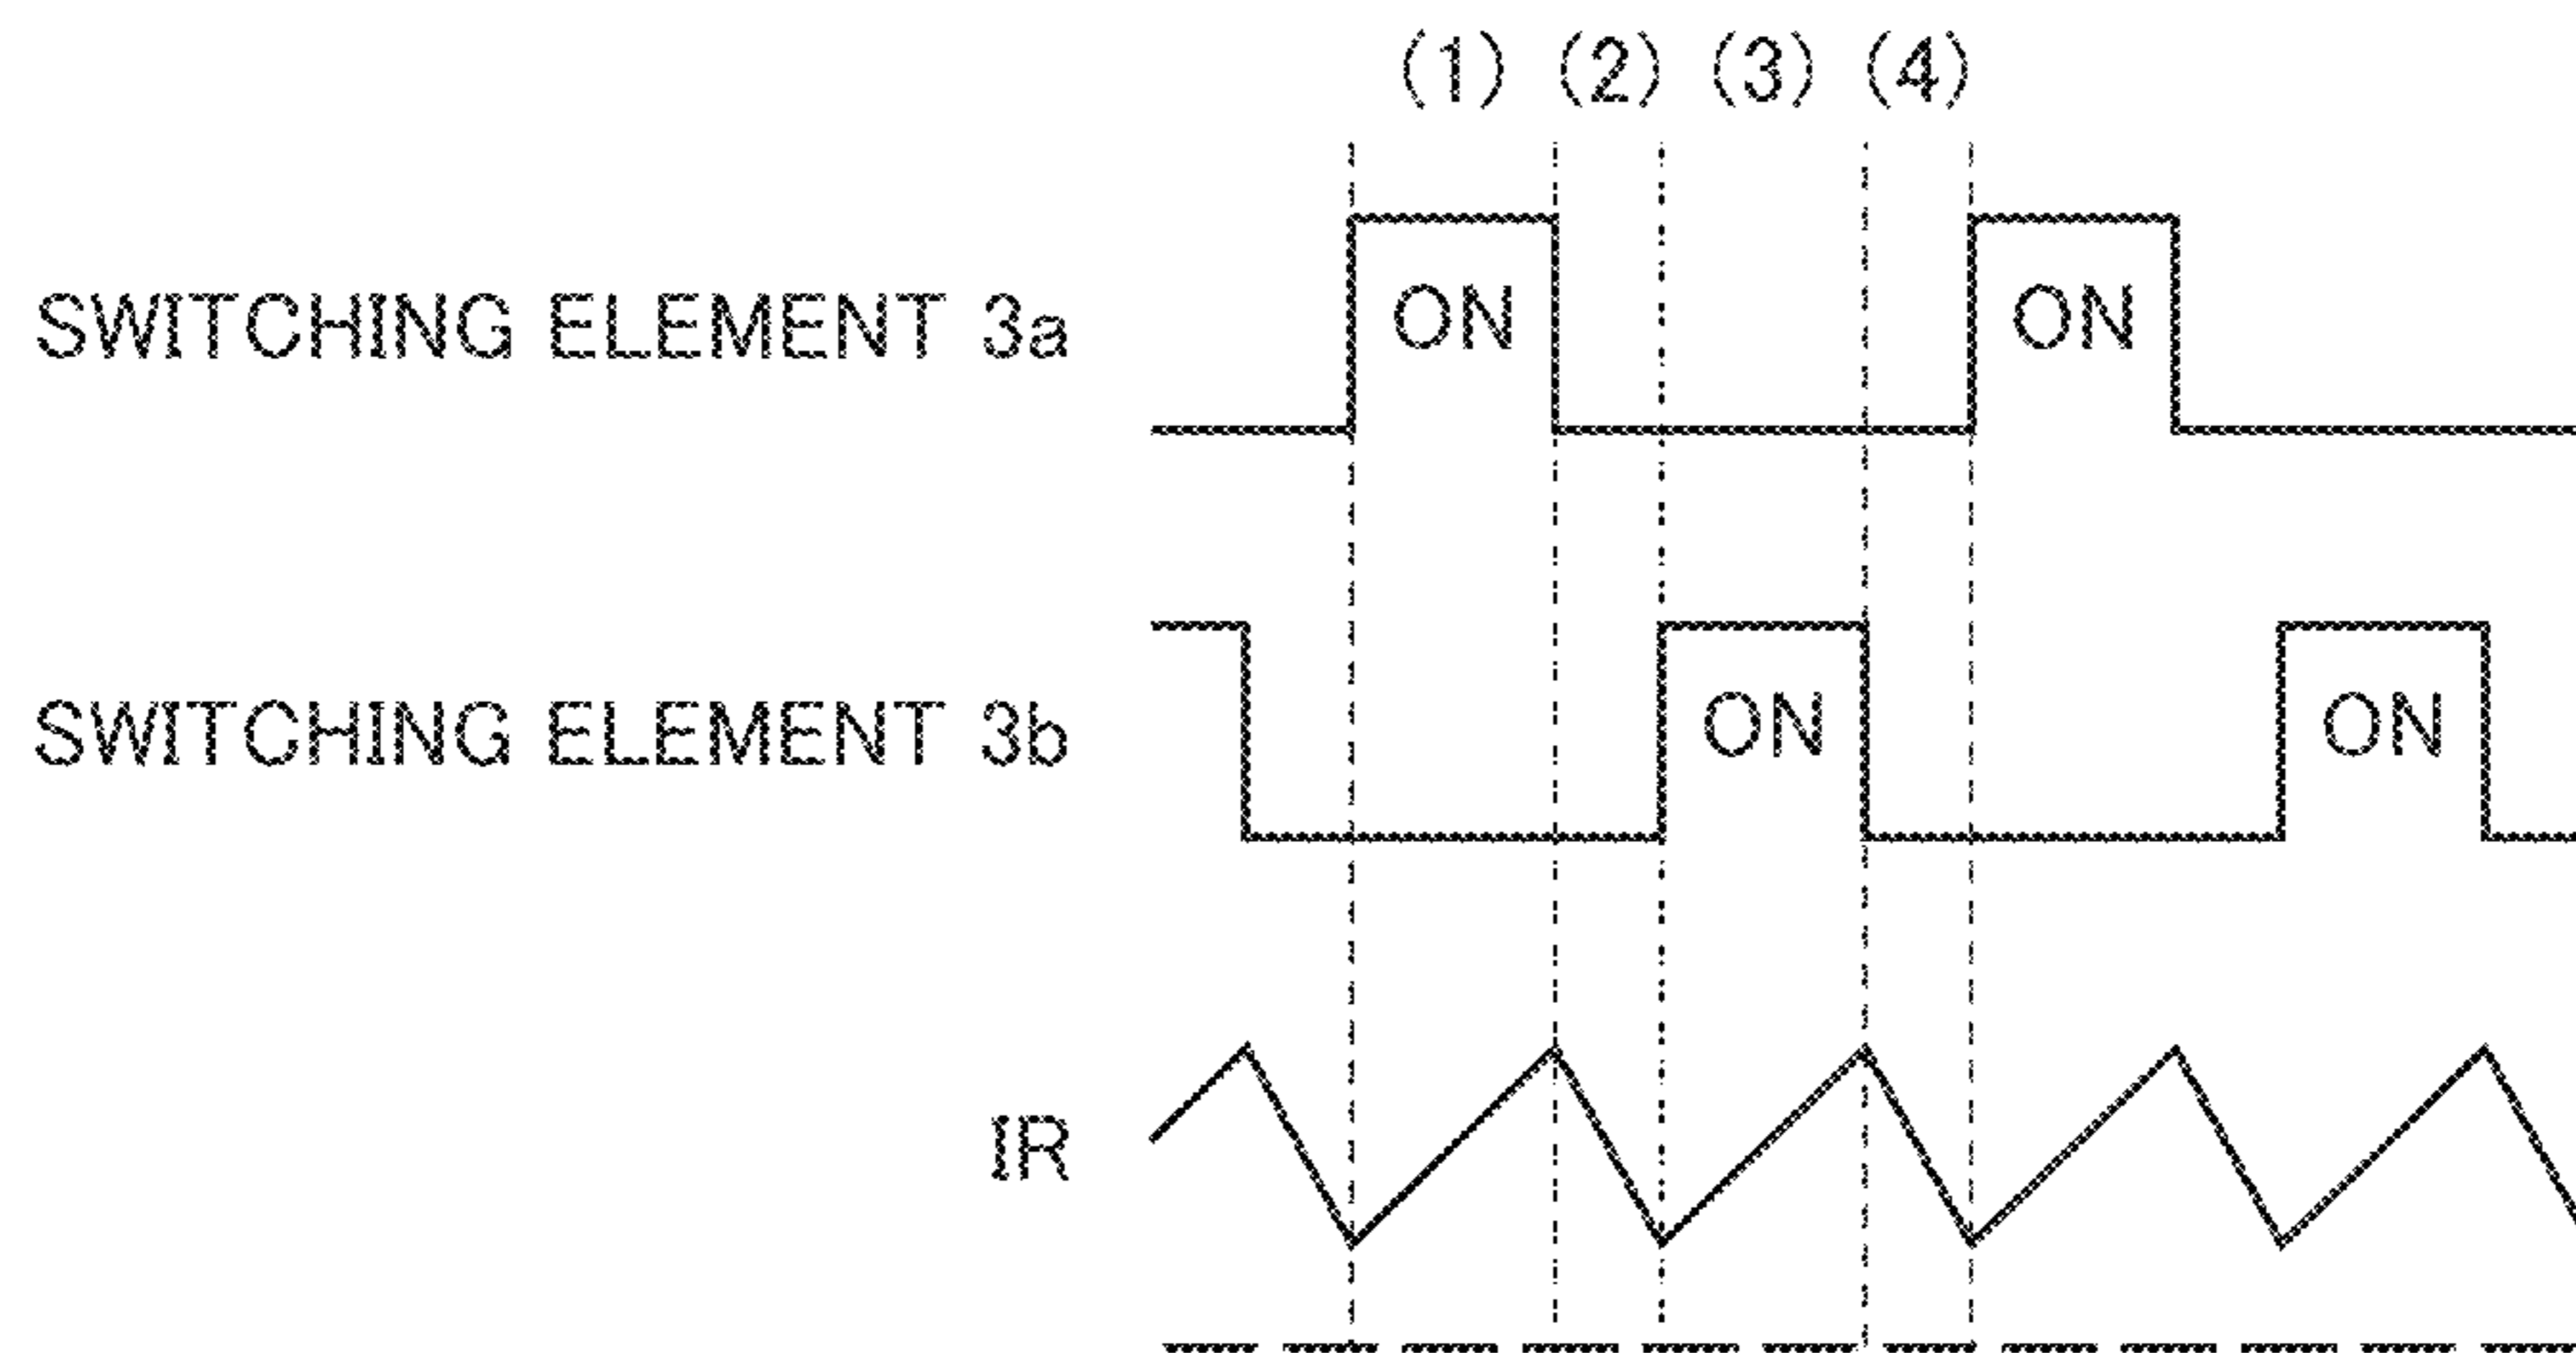 (1) (2) (3) (4)
SWITCHING ELEMENT 3a
ON
ON
SWITCHING ELEMENT 3b
ON
ON
IR